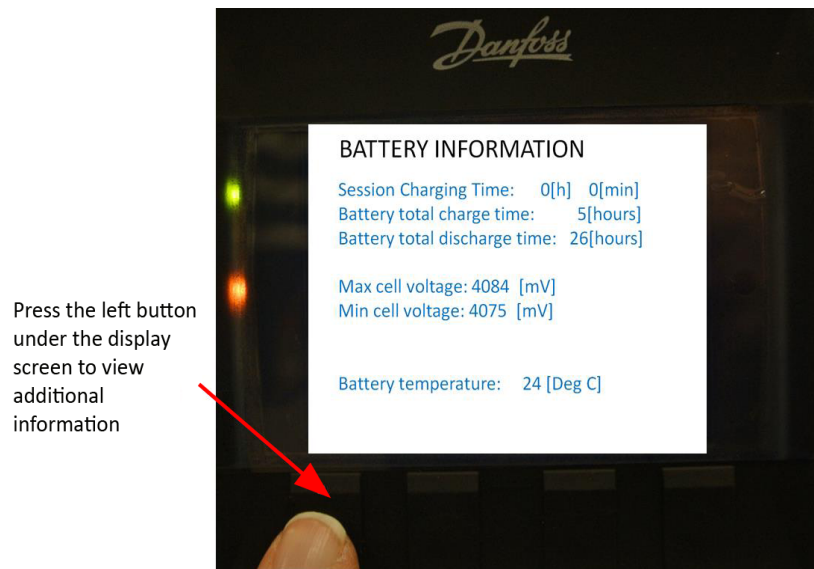 Danfoss
BATTERY INFORMATION
Session Charging Time: 0[h] 0[min]
Battery total charge time: 5[hours]
Battery total discharge time: 26[hours]
Max cell voltage: 4084 [mV]
Min cell voltage: 4075 [mV]
Battery temperature: 24 [Deg C]
Press the left button
under the display
screen to view
additional
information